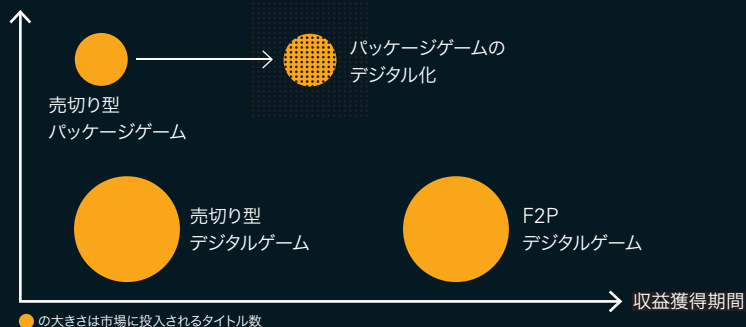 パッケージゲームの
デジタル化
売切り型
パッケージゲーム
売切り型
デジタルゲーム
F2P
デジタルゲーム
収益獲得期間
の大きさは市場に投入されるタイトル数